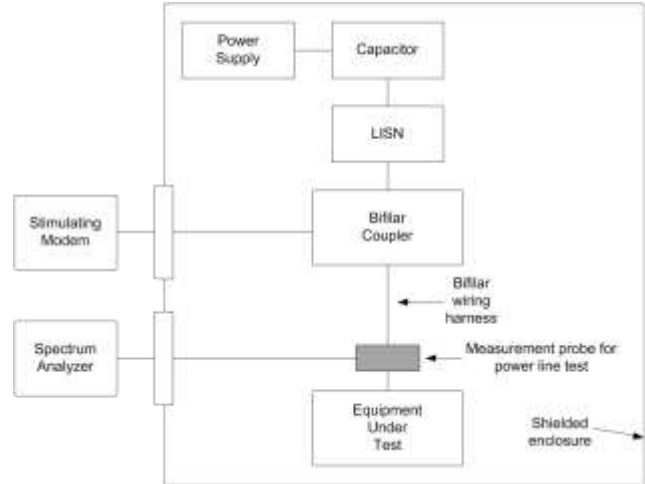 Power
Supply
Capacitor
LISN
Stimulating
Modem
Bifilar
Coupler
Bifilar
wiring
harness
Spectrum
Analyzer
Measurement probe for
power line test
Equipment
Under
Test
Shielded
enclosure